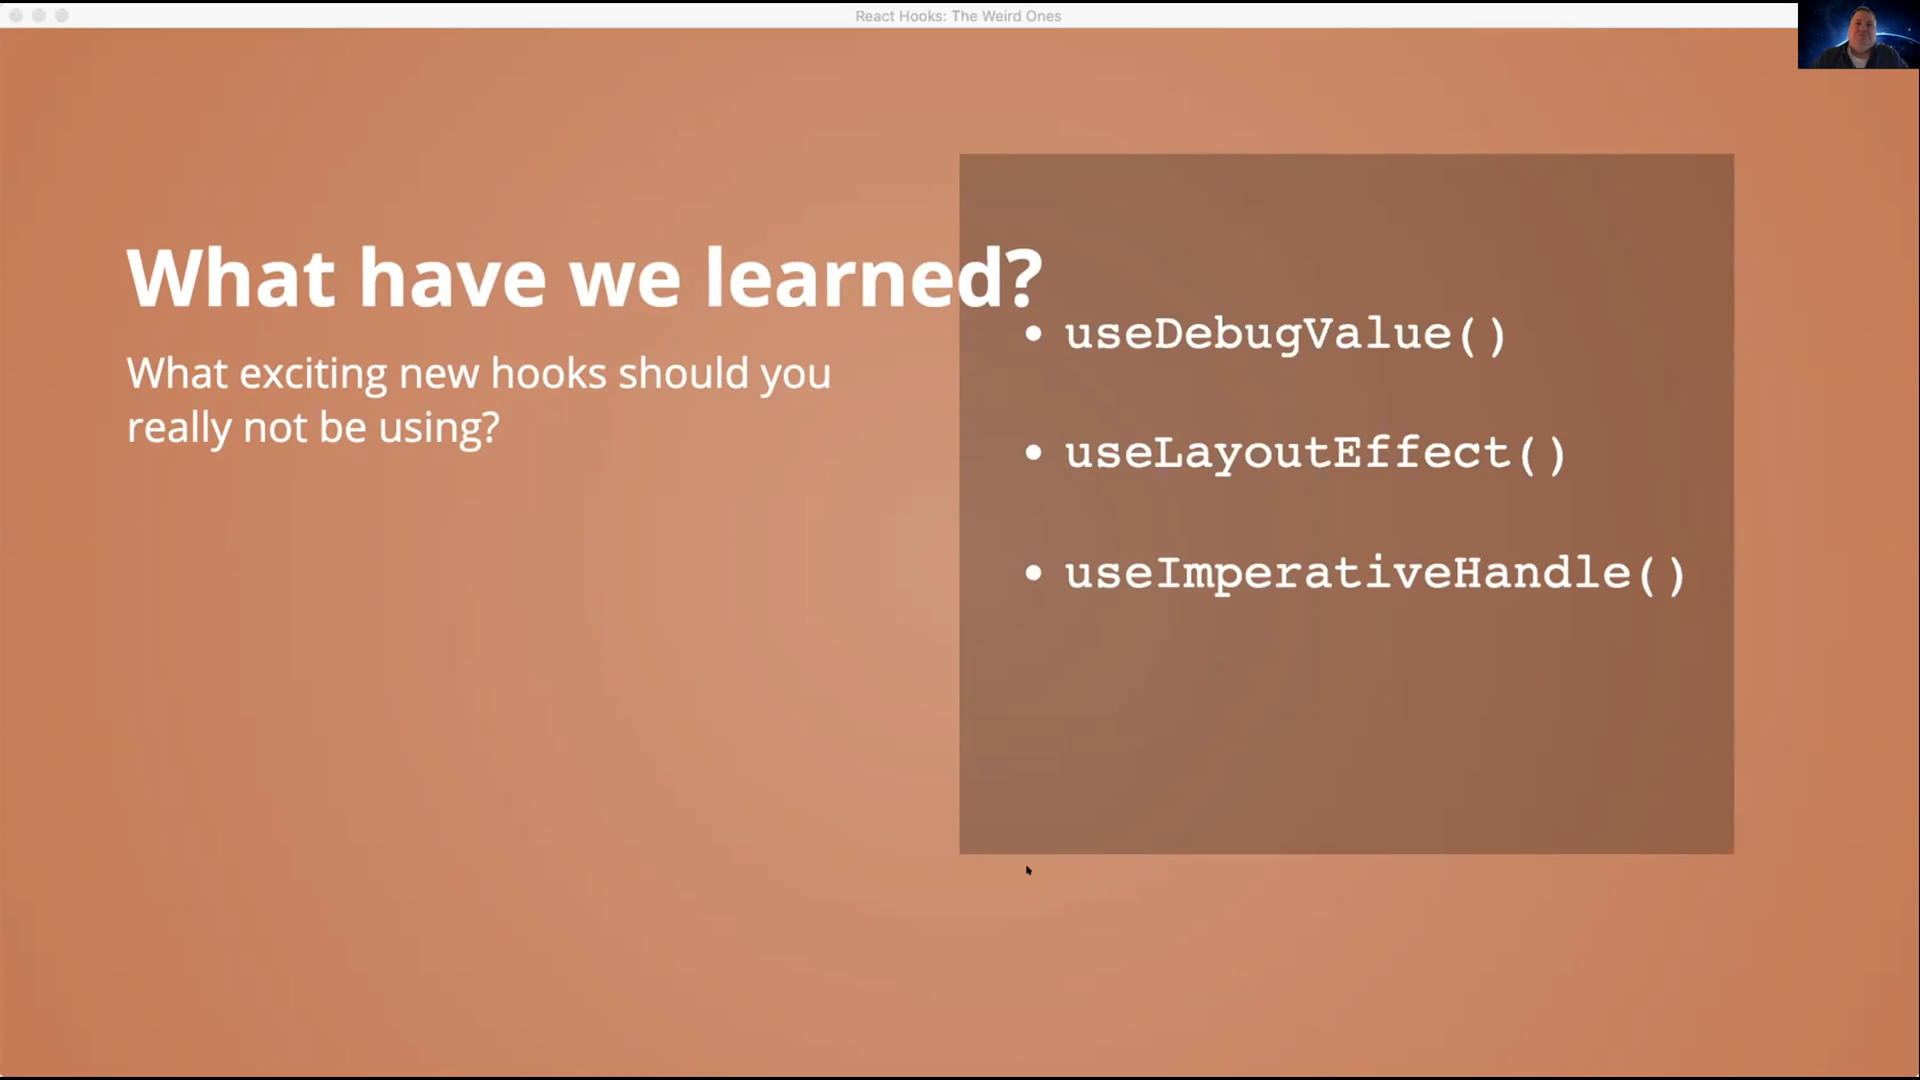 React Hooks: The Weird Ones
What have we learned?
What exciting new hooks should you
really not be using?
• useDebugValue()
• useLayoutEffect()
• useImperativeHandle()